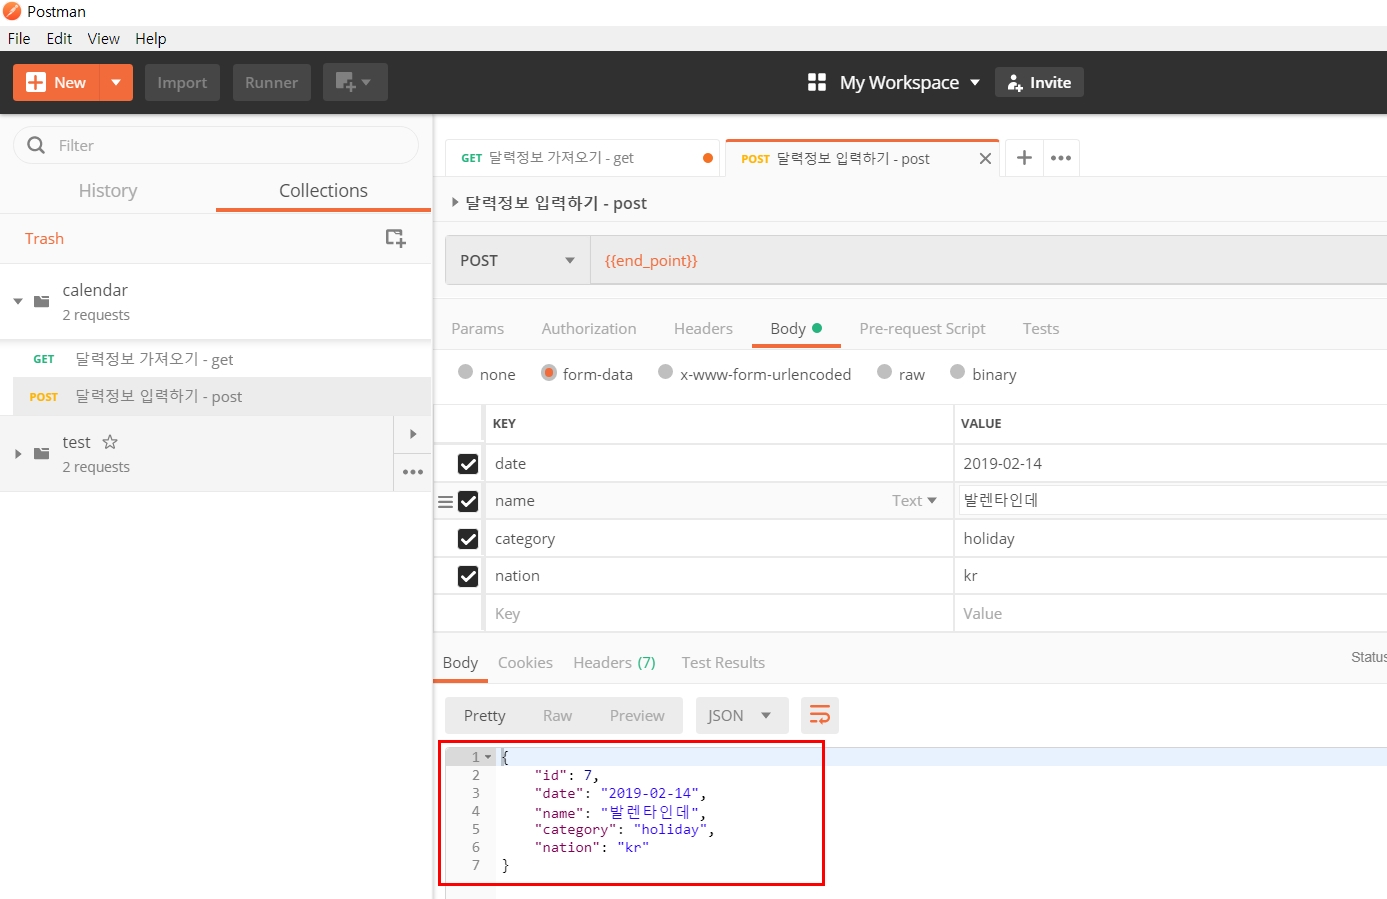 Postman
File Edit View Help
New Import Runner My Workspace Invite
Filter
History Collections
Trash
calendar
2 requests
GET 달력정보 가져오기 - get
POST 달력정보 입력하기 - post
test
2 requests
GET 달력정보 가져오기 - get
POST 달력정보 입력하기 - post
달력정보 입력하기 - post
POST {{end_point}}
Params Authorization Headers Body Pre-request Script Tests
none form-data x-www-form-urlencoded raw binary
KEY VALUE
date 2019-02-14
name Text 발렌타인데
category holiday
nation kr
Key Value
Body Cookies Headers (7) Test Results Status
Pretty Raw Preview JSON
1 {
2 "id": 7,
3 "date": "2019-02-14",
4 "name": "발렌타인데",
5 "category": "holiday",
6 "nation": "kr"
7 }